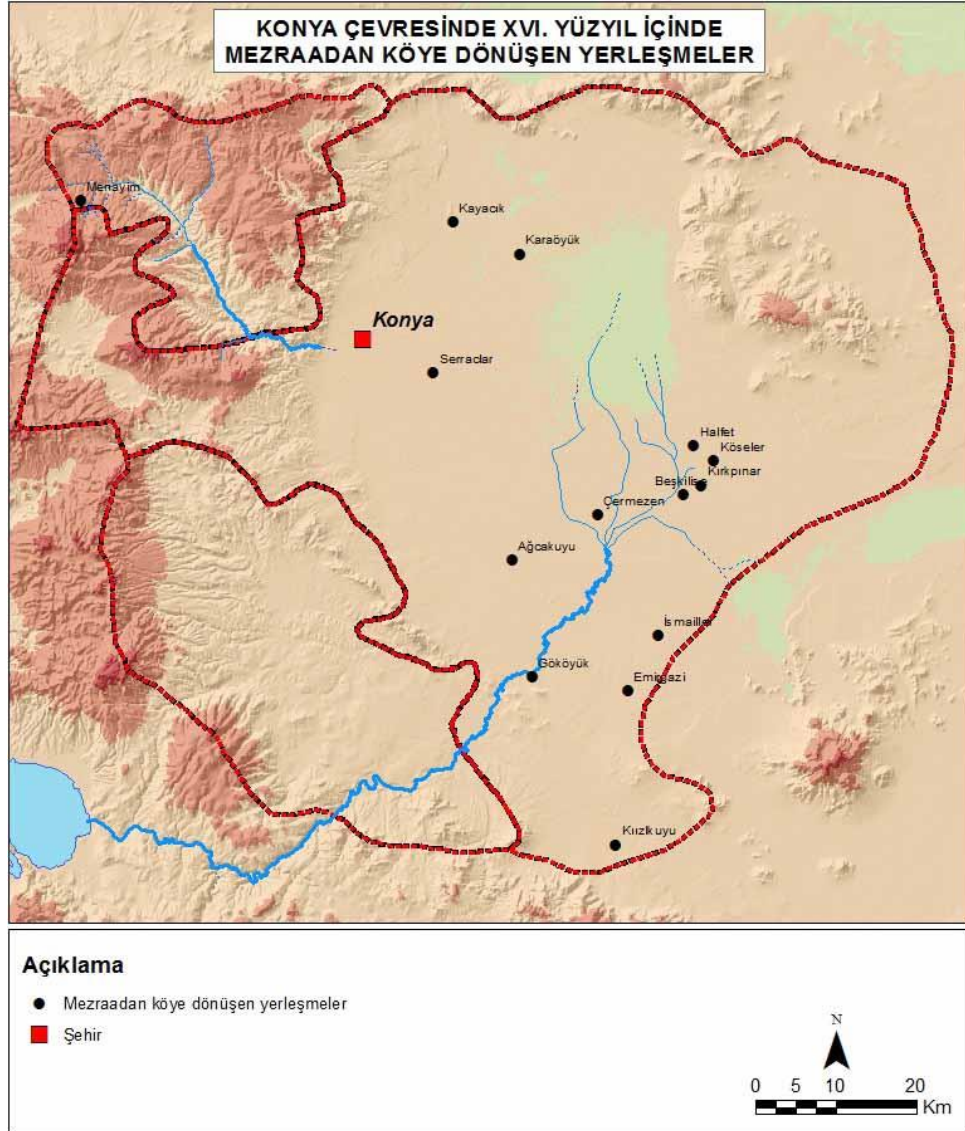 KONYA ÇEVRESİNDE XVI. YÜZYIL İÇİNDE
MEZRAADAN KÖYE DÖNÜŞEN YERLEŞMELER
Menayim
Kayacık
Karaöyük
Konya
Serraclar
Halfet
Köseler
Kırkpınar
Beşkilise
Çermezen
Ağcakuyu
İsmailler
Gököyük
Emirgazi
Kızılkuyu
Açıklama
Mezraadan köye dönüşen yerleşmeler
Şehir
N
0 5 10 20
Km